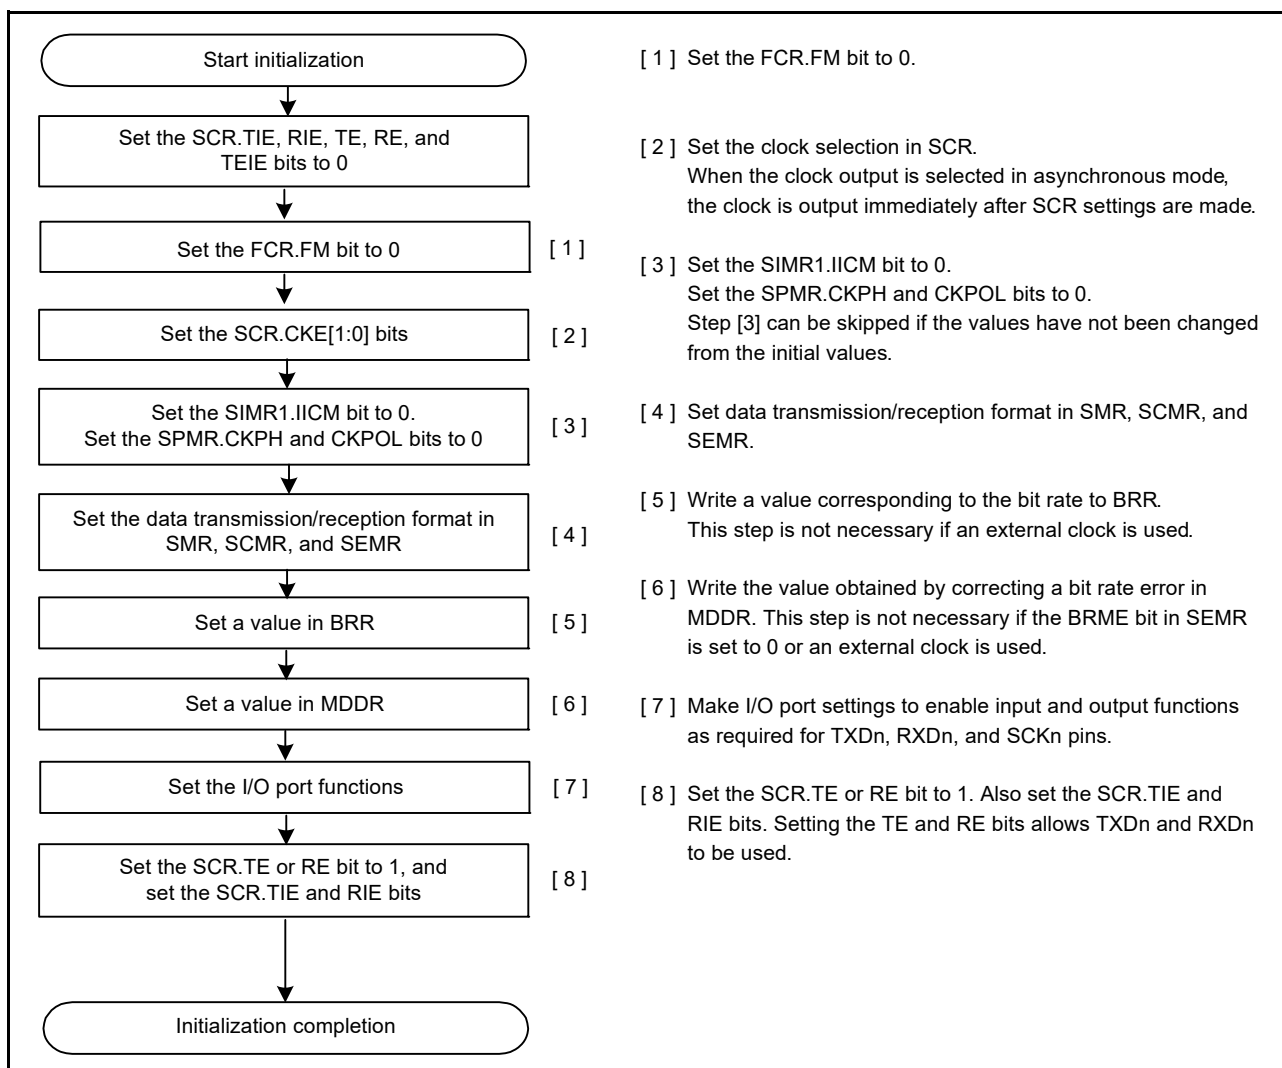 Start initialization
Set the SCR.TIE, RIE, TE, RE, and
TEIE bits to 0
Set the FCR.FM bit to 0
[ 1 ]
Set the SCR.CKE[1:0] bits
[ 2 ]
Set the SIMR1.IICM bit to 0.
Set the SPMR.CKPH and CKPOL bits to 0
[ 3 ]
Set the data transmission/reception format in
SMR, SCMR, and SEMR
[ 4 ]
Set a value in BRR
[ 5 ]
Set a value in MDDR
[ 6 ]
Set the I/O port functions
[ 7 ]
Set the SCR.TE or RE bit to 1, and
set the SCR.TIE and RIE bits
[ 8 ]
Initialization completion
[ 1 ] Set the FCR.FM bit to 0.
[ 2 ] Set the clock selection in SCR.
When the clock output is selected in asynchronous mode,
the clock is output immediately after SCR settings are made.
[ 3 ] Set the SIMR1.IICM bit to 0.
Set the SPMR.CKPH and CKPOL bits to 0.
Step [3] can be skipped if the values have not been changed
from the initial values.
[ 4 ] Set data transmission/reception format in SMR, SCMR, and
SEMR.
[ 5 ] Write a value corresponding to the bit rate to BRR.
This step is not necessary if an external clock is used.
[ 6 ] Write the value obtained by correcting a bit rate error in
MDDR. This step is not necessary if the BRME bit in SEMR
is set to 0 or an external clock is used.
[ 7 ] Make I/O port settings to enable input and output functions
as required for TXDn, RXDn, and SCKn pins.
[ 8 ] Set the SCR.TE or RE bit to 1. Also set the SCR.TIE and
RIE bits. Setting the TE and RE bits allows TXDn and RXDn
to be used.